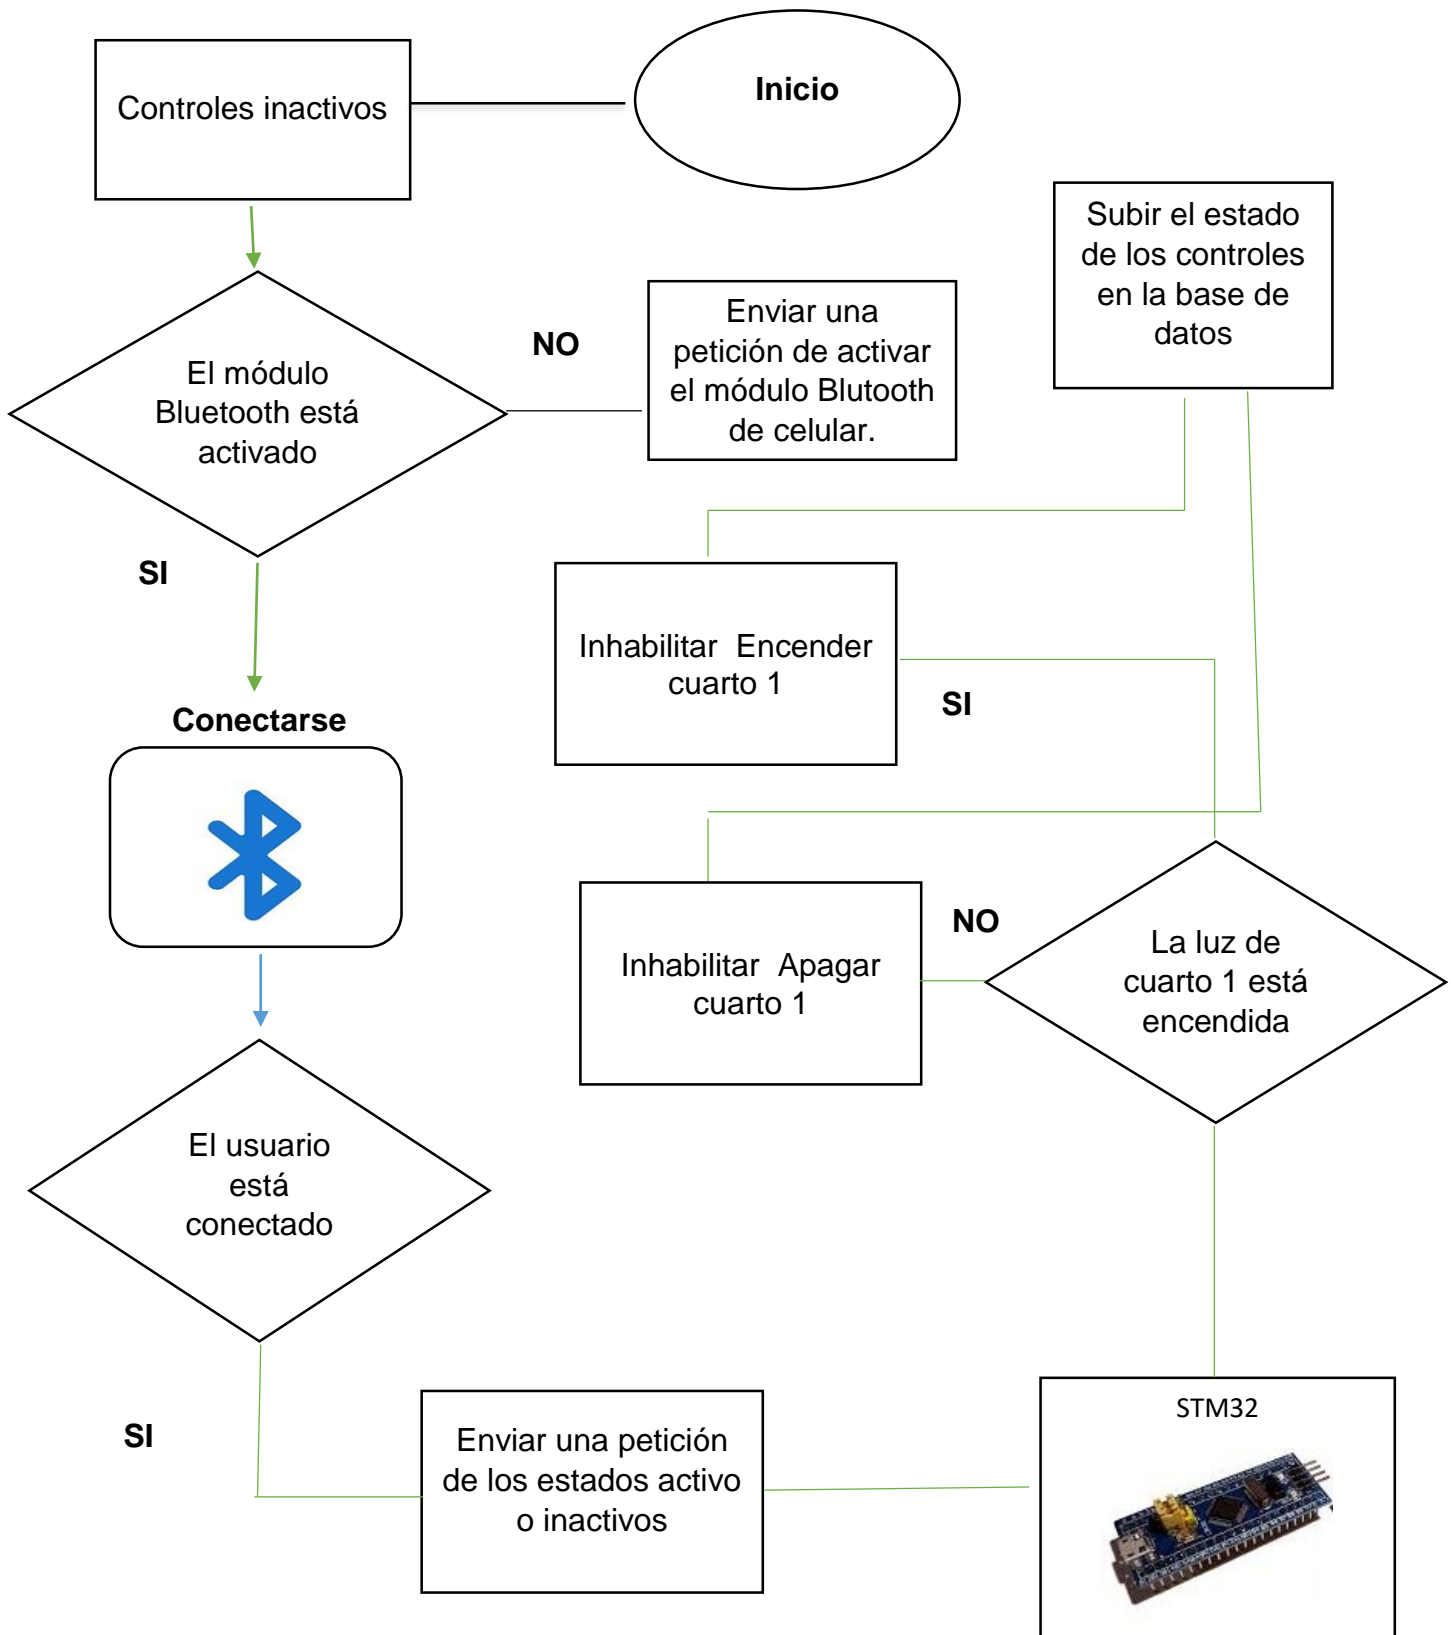 Inicio
Controles inactivos
Subir el estado
de los controles
en la base de
datos
Enviar una
petición de activar
el módulo Blutooth
de celular.
NO
El módulo
Bluetooth está
activado
SI
Inhabilitar Encender
cuarto 1
SI
Conectarse
NO
La luz de
cuarto 1 está
encendida
Inhabilitar Apagar
cuarto 1
El usuario
está
conectado
SI
Enviar una petición
de los estados activo
o inactivos
STM32